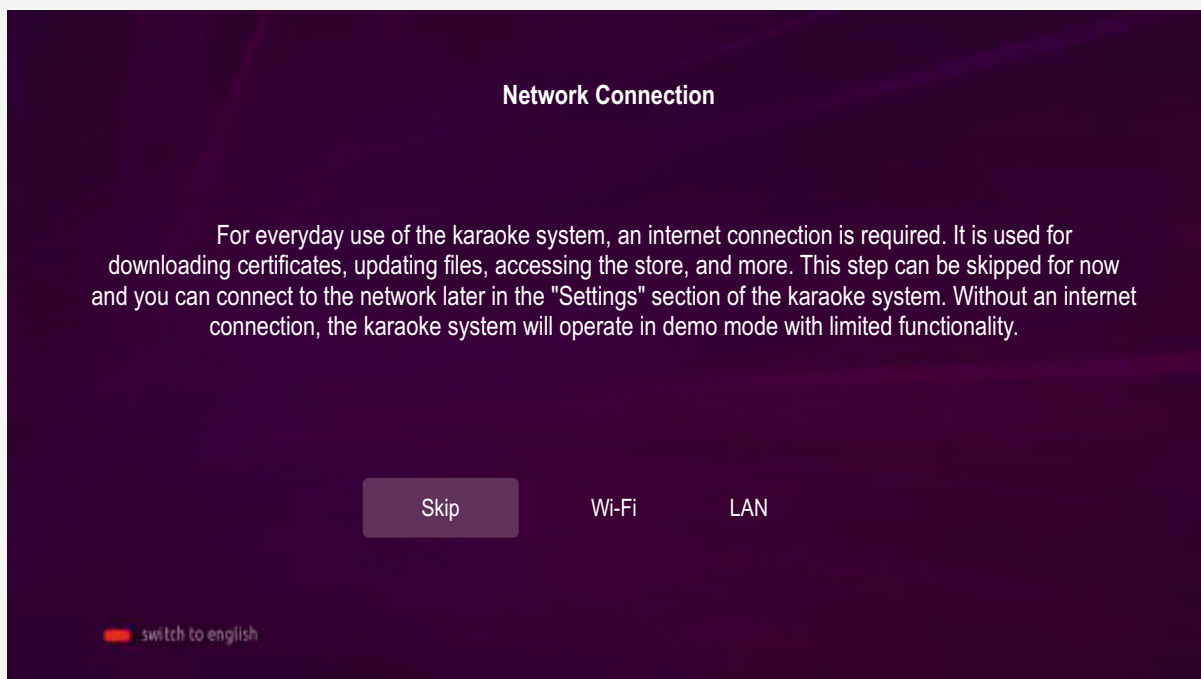 Network Connection
For everyday use of the karaoke system, an internet connection is required. It is used for
downloading certificates, updating files, accessing the store, and more. This step can be skipped for now
and you can connect to the network later in the "Settings" section of the karaoke system. Without an internet
connection, the karaoke system will operate in demo mode with limited functionality.
Skip Wi-Fi LAN
switch to english